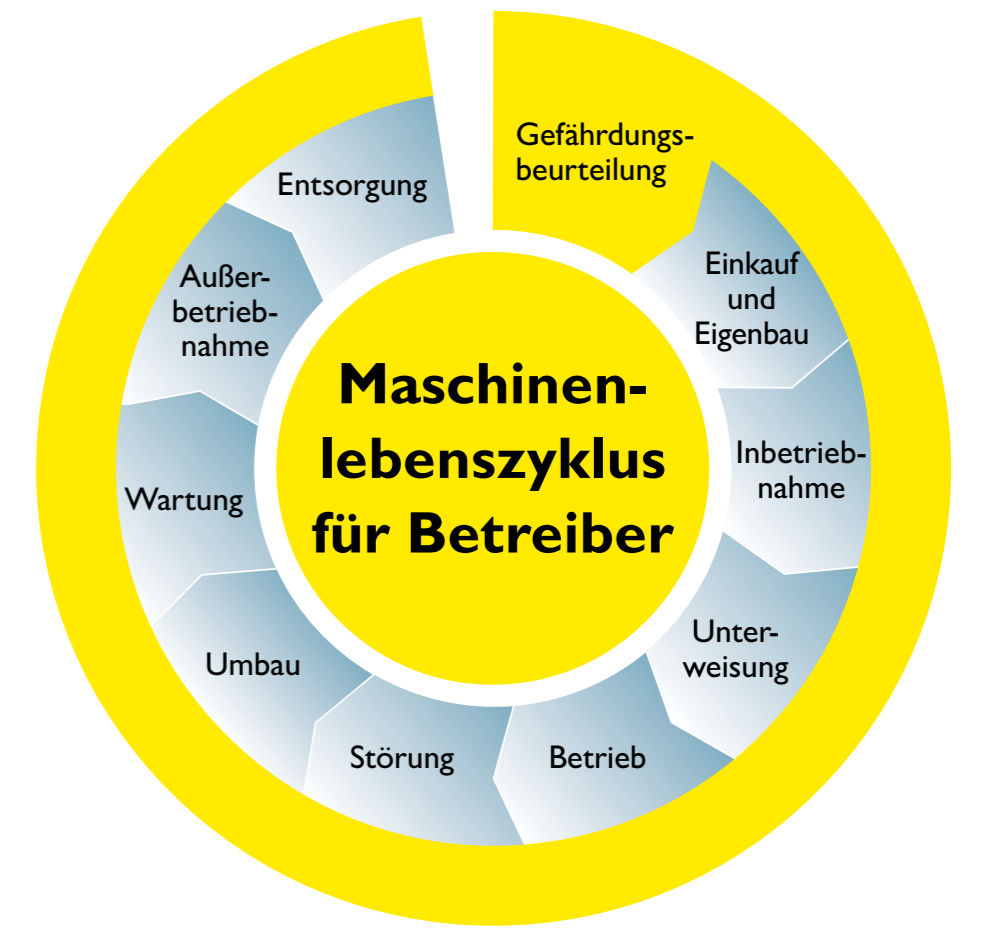 Gefährdungs-
beurteilung
Einkauf
und
Eigenbau
Inbetrieb-
nahme
Unter-
weisung
Betrieb
Störung
Umbau
Wartung
Außer-
betrieb-
nahme
Entsorgung
Maschinen-
lebenszyklus
für Betreiber